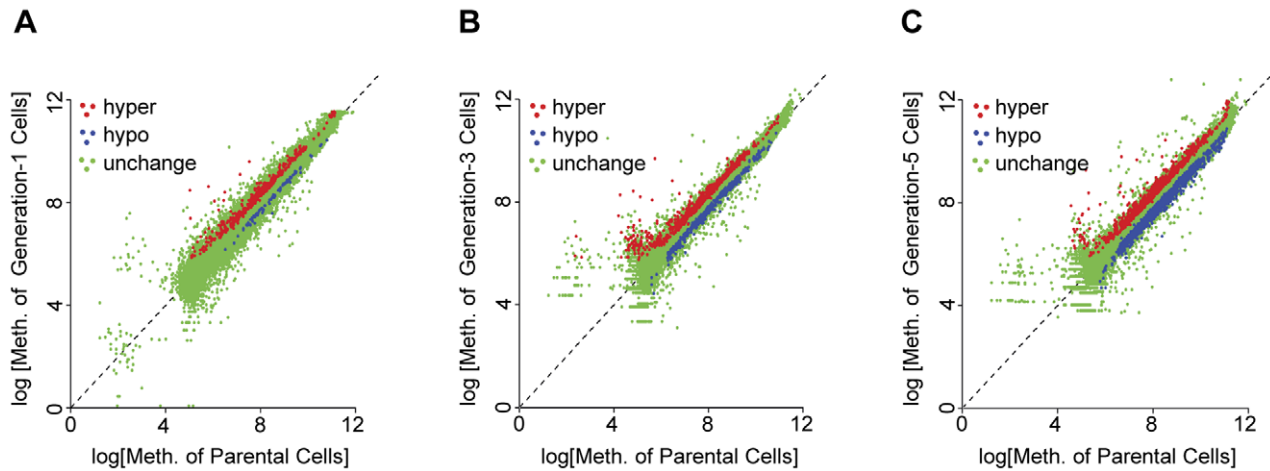 A
hyper
hypo
unchange
log [Meth. of Generation-1 Cells]
12
8
4
0
0
4
8
12
log[Meth. of Parental Cells]
B
hyper
hypo
unchange
log [Meth. of Generation-3 Cells]
12
8
4
0
0
4
8
12
log[Meth. of Parental Cells]
C
hyper
hypo
unchange
log [Meth. of Generation-5 Cells]
12
8
4
0
0
4
8
12
log[Meth. of Parental Cells]